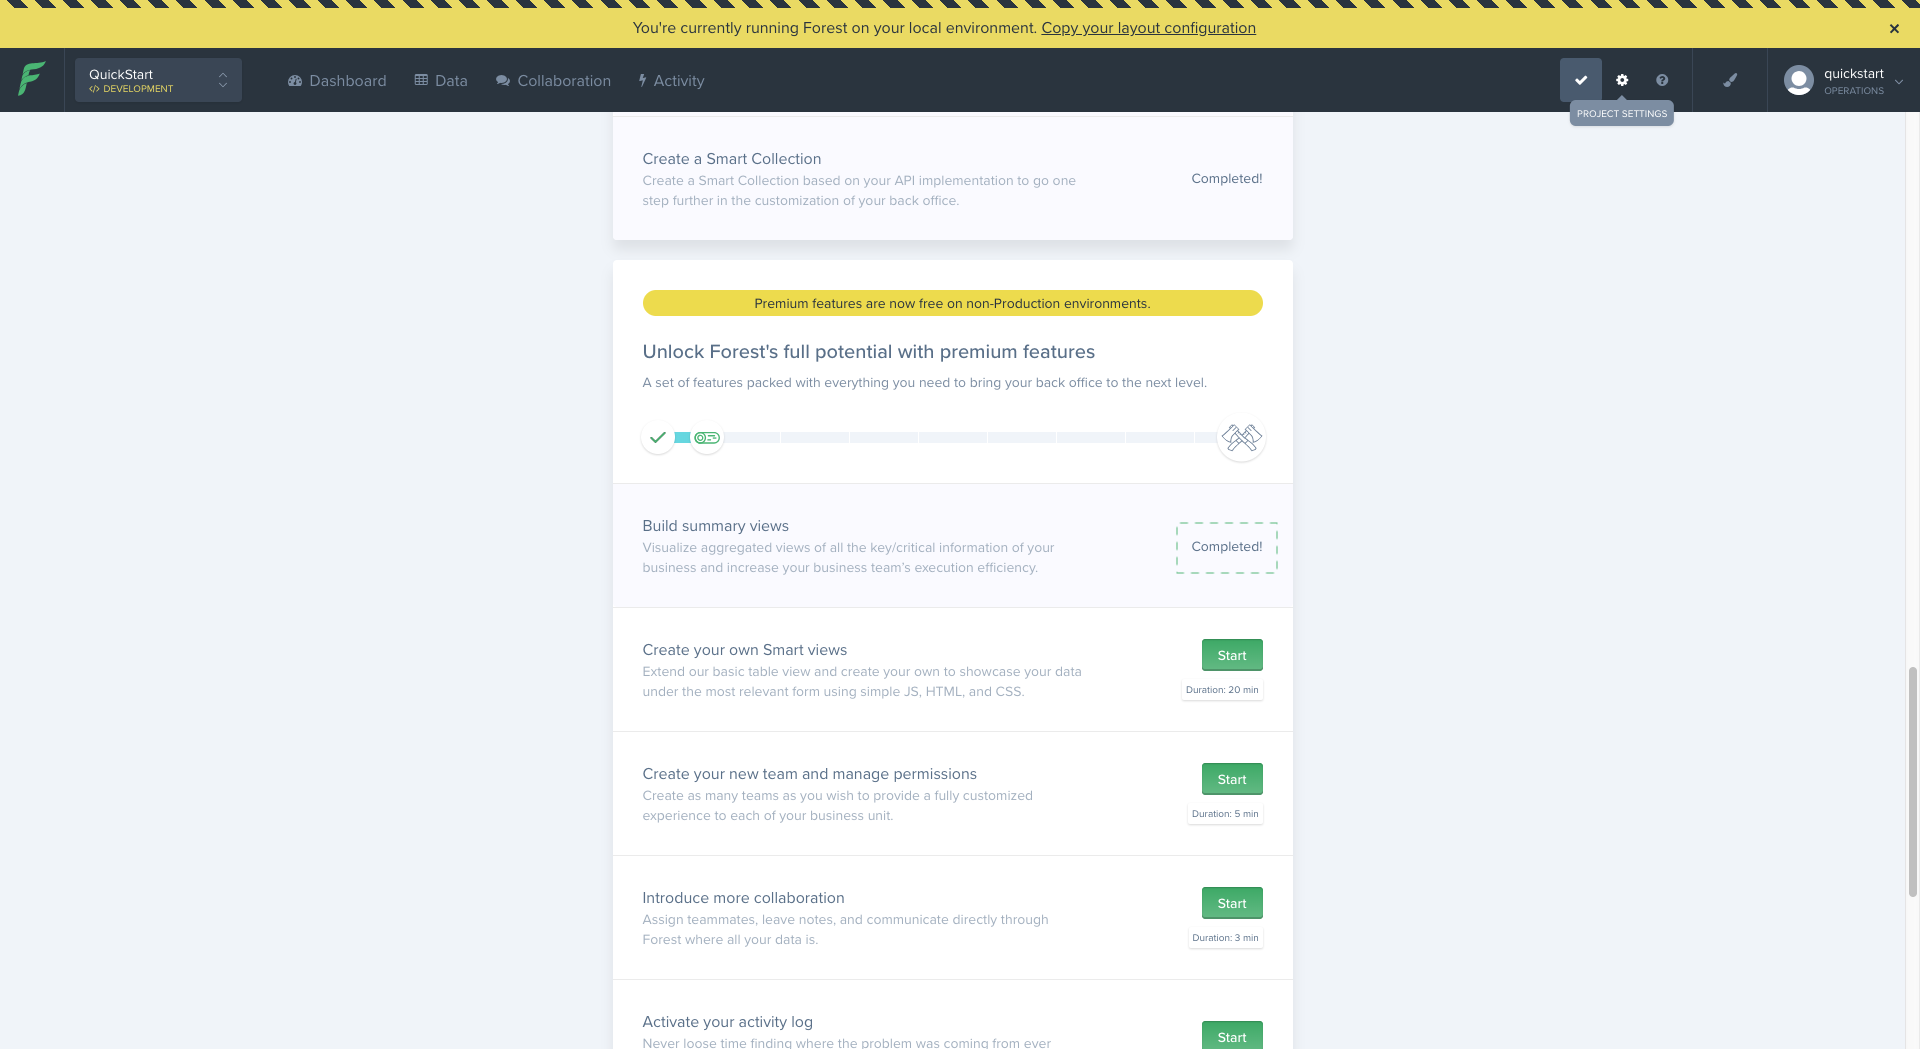 You're currently running Forest on your local environment. Copy your layout configuration
QuickStart
</> DEVELOPMENT
Dashboard
Data
Collaboration
Activity
PROJECT SETTINGS
quickstart
OPERATIONS
Create a Smart Collection
Create a Smart Collection based on your API implementation to go one
step further in the customization of your back office.
Completed!
Premium features are now free on non-Production environments.
Unlock Forest's full potential with premium features
A set of features packed with everything you need to bring your back office to the next level.
Build summary views
Visualize aggregated views of all the key/critical information of your
business and increase your business team's execution efficiency.
Completed!
Create your own Smart views
Extend our basic table view and create your own to showcase your data
under the most relevant form using simple JS, HTML, and CSS.
Start
Duration: 20 min
Create your new team and manage permissions
Create as many teams as you wish to provide a fully customized
experience to each of your business unit.
Start
Duration: 5 min
Introduce more collaboration
Assign teammates, leave notes, and communicate directly through
Forest where all your data is.
Start
Duration: 3 min
Activate your activity log
Never loose time finding where the problem was coming from ever
Start